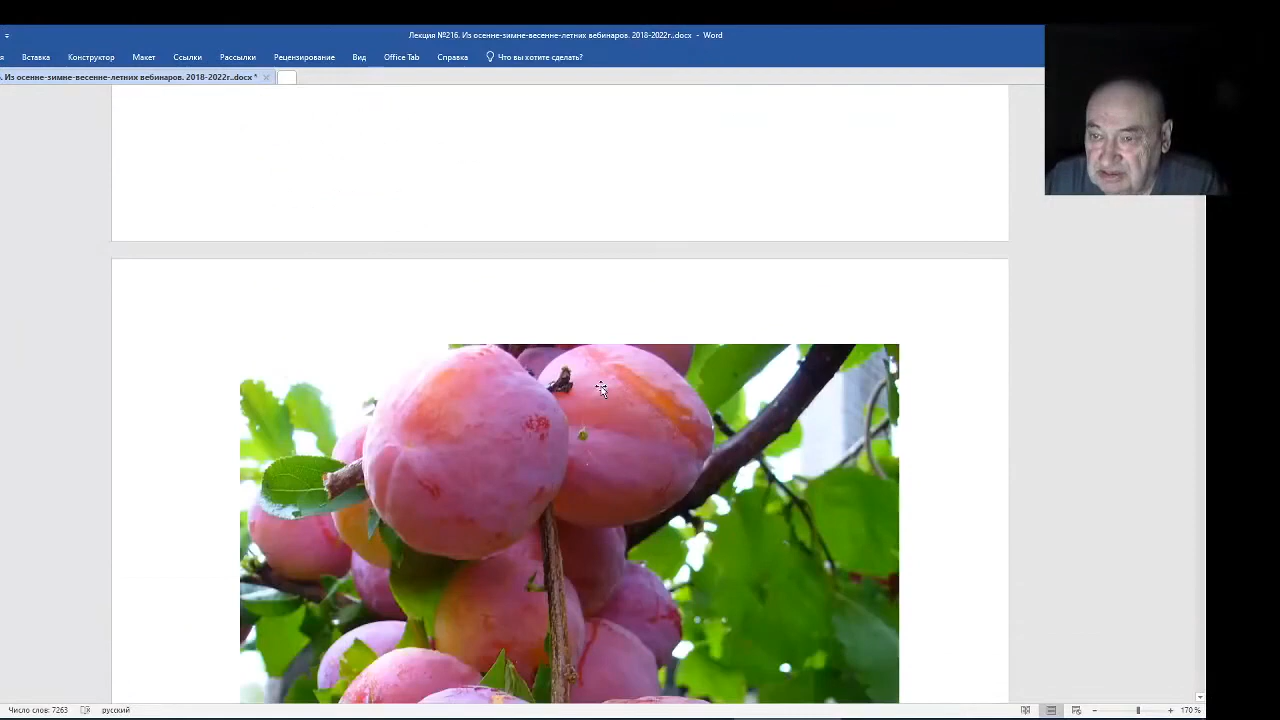 Лекция №216. Из осенне-зимне-весенне-летних вебинаров. 2018-2022г..docx - Word
я Вставка Конструктор Макет Ссылки Рассылки Рецензирование Вид Office Tab Справка Что вы хотите сделать?
. Из осенне-зимне-весенне-летних вебинаров. 2018-2022г..docx *
Число слов: 7263 русский 170 %